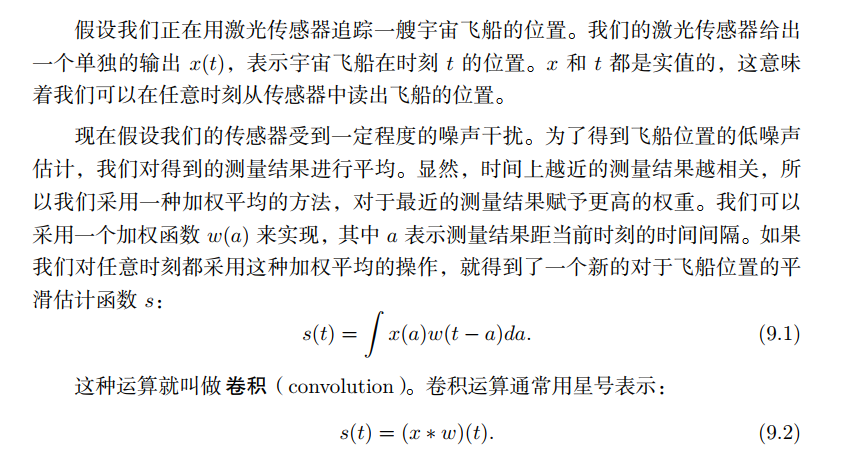 假设我们正在用激光传感器追踪一艘宇宙飞船的位置。我们的激光传感器给出
一个单独的输出 x(t)，表示宇宙飞船在时刻 t 的位置。x 和 t 都是实值的，这意味
着我们可以在任意时刻从传感器中读出飞船的位置。
现在假设我们的传感器受到一定程度的噪声干扰。为了得到飞船位置的低噪声
估计，我们对得到的测量结果进行平均。显然，时间上越近的测量结果越相关，所
以我们采用一种加权平均的方法，对于最近的测量结果赋予更高的权重。我们可以
采用一个加权函数 w(a) 来实现，其中 a 表示测量结果距当前时刻的时间间隔。如果
我们对任意时刻都采用这种加权平均的操作，就得到了一个新的对于飞船位置的平
滑估计函数 s：
s(t) = ∫ x(a)w(t − a)da. (9.1)
这种运算就叫做 卷积（convolution）。卷积运算通常用星号表示：
s(t) = (x ∗ w)(t). (9.2)